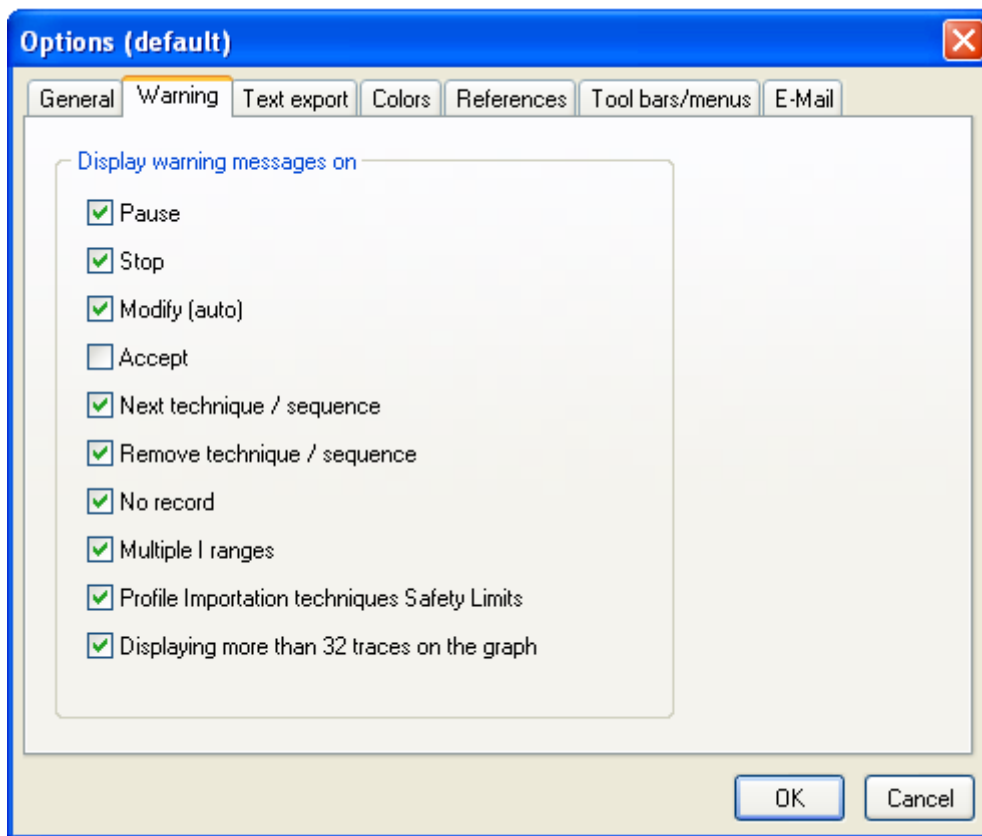 Options (default)
General Warning Text export Colors References Tool bars/menus E-Mail
Display warning messages on
Pause
Stop
Modify (auto)
Accept
Next technique / sequence
Remove technique / sequence
No record
Multiple I ranges
Profile Importation techniques Safety Limits
Displaying more than 32 traces on the graph
OK Cancel